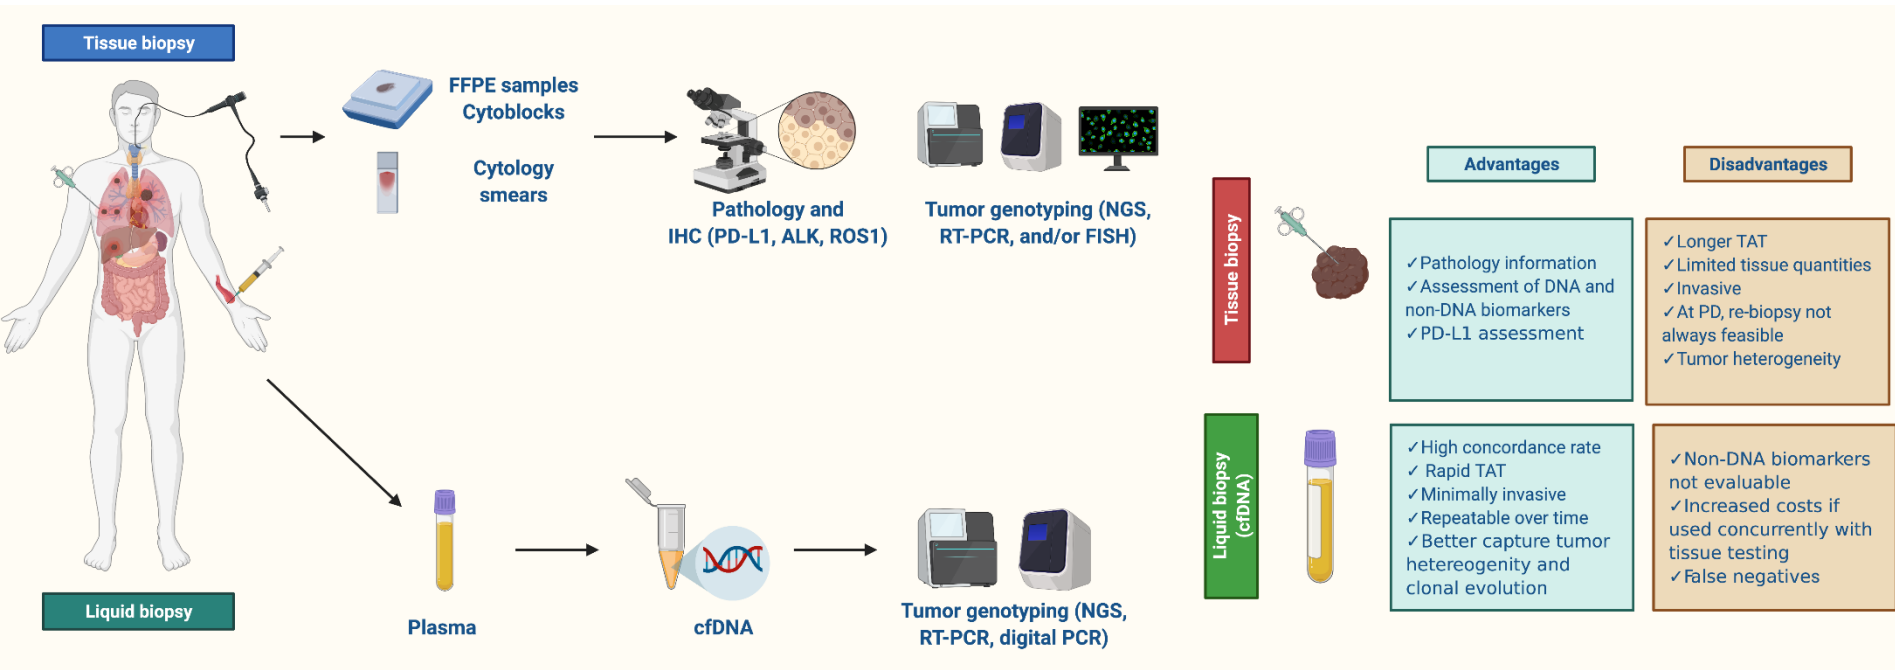 Tissue biopsy
FFPE samples
Cytoblocks
Cytology
smears
Pathology and
IHC (PD-L1, ALK, ROS1)
Tumor genotyping (NGS,
RT-PCR, and/or FISH)
Liquid biopsy
Plasma
cfDNA
Tumor genotyping (NGS,
RT-PCR, digital PCR)
Advantages
Disadvantages
Tissue biopsy
✓Pathology information
✓Assessment of DNA and
non-DNA biomarkers
✓PD-L1 assessment
✓Longer TAT
✓Limited tissue quantities
✓Invasive
✓At PD, re-biopsy not
always feasible
✓Tumor heterogeneity
Liquid biopsy
(cfDNA)
✓High concordance rate
✓ Rapid TAT
✓Minimally invasive
✓Repeatable over time
✓Better capture tumor
hetereogenity and
clonal evolution
✓Non-DNA biomarkers
not evaluable
✓Increased costs if
used concurrently with
tissue testing
✓False negatives